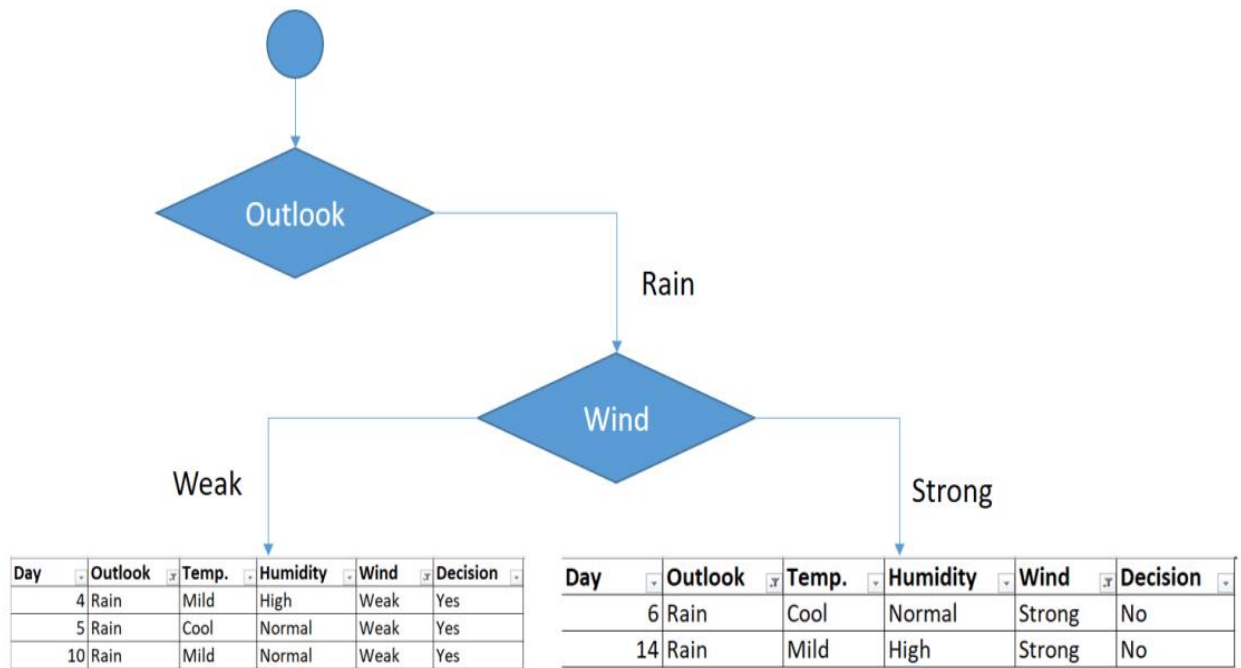 Outlook
Rain
Wind
Weak
Strong
Day Outlook Temp. Humidity Wind Decision
4 Rain Mild High Weak Yes
5 Rain Cool Normal Weak Yes
10 Rain Mild Normal Weak Yes
Day Outlook Temp. Humidity Wind Decision
6 Rain Cool Normal Strong No
14 Rain Mild High Strong No